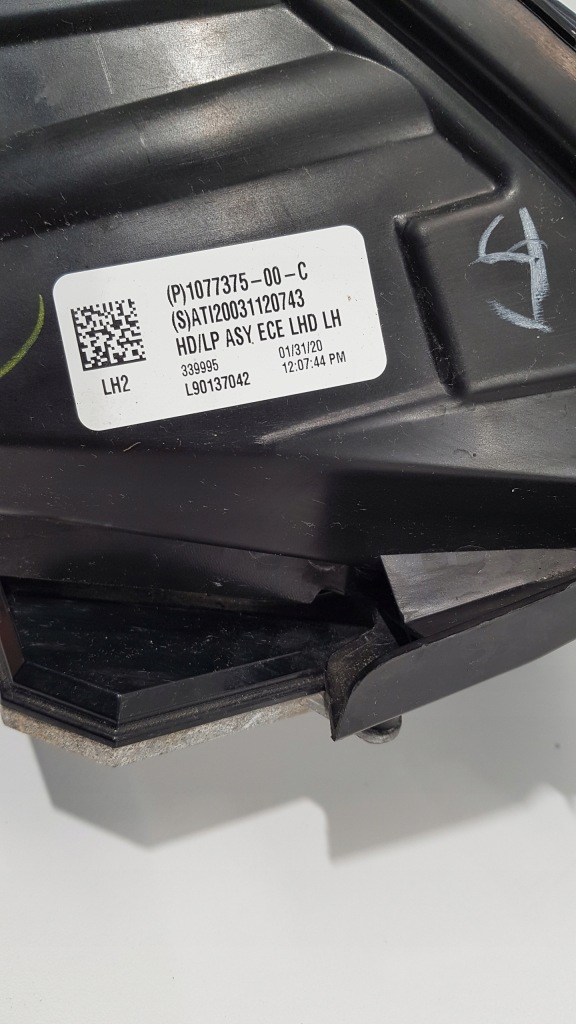 (P)1077375-00-C
(S)ATI20031120743
HD/LP ASY. ECE LHD LH
339995 01/31/20
LH2 L90137042 12:07:44 PM